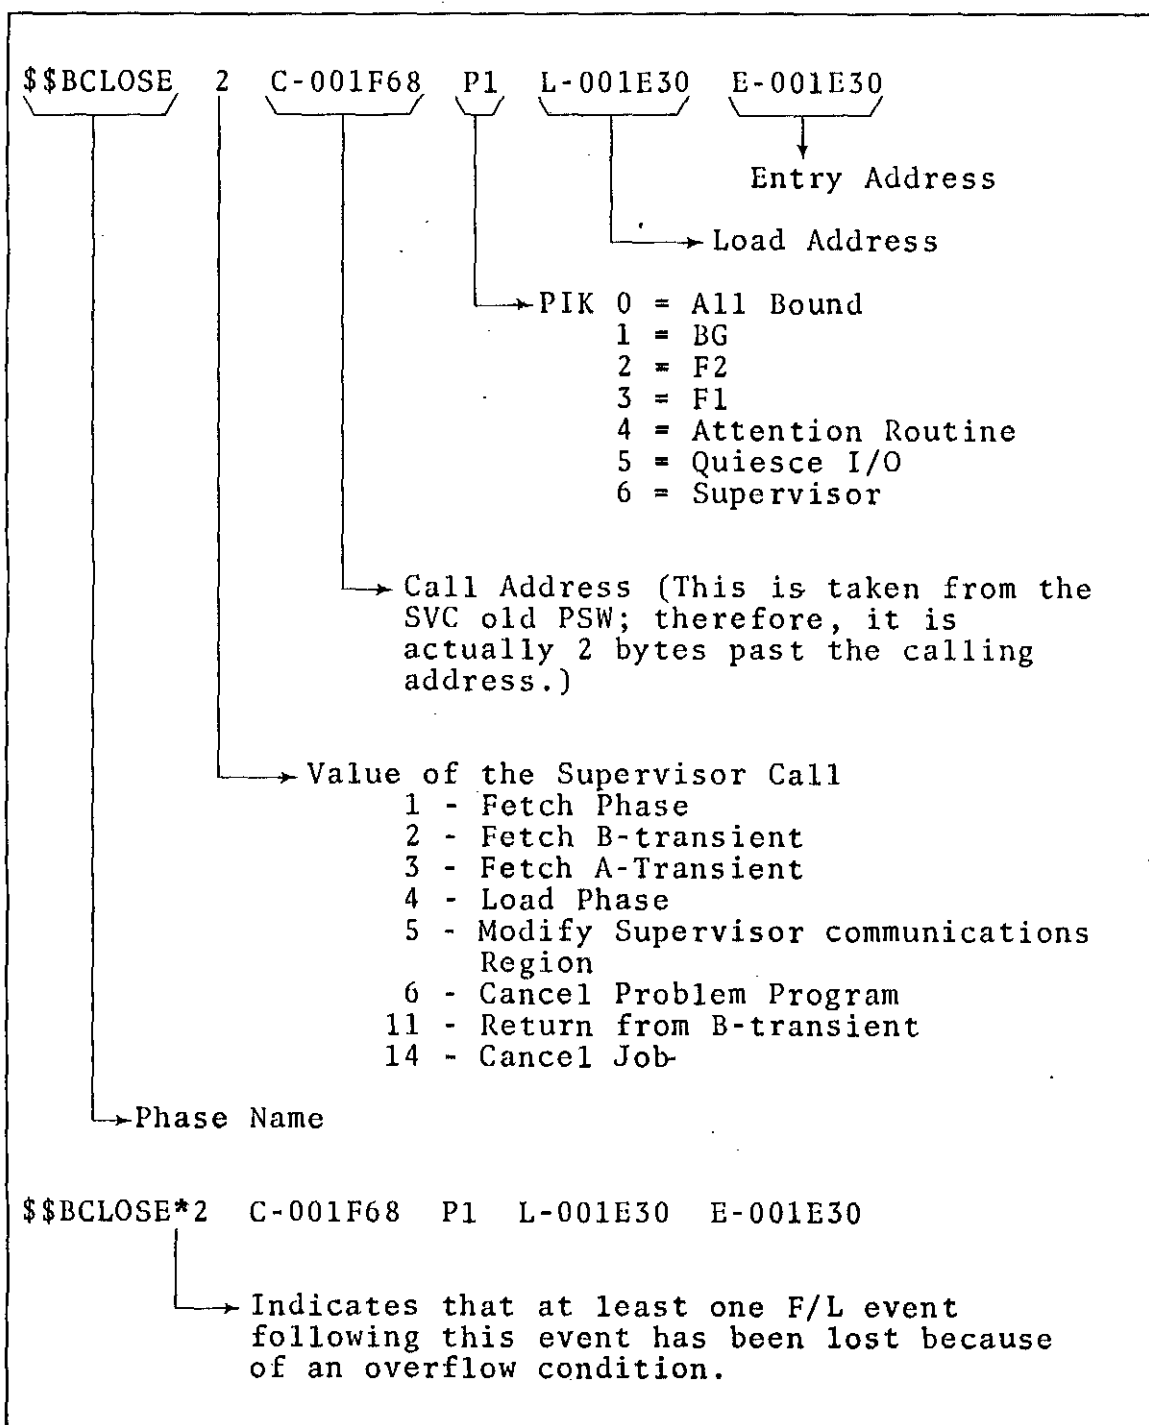 $$BCLOSE 2 C-001F68 P1 L-001E30 E-001E30
Entry Address
Load Address
PIK 0 = All Bound
1 = BG
2 = F2
3 = F1
4 = Attention Routine
5 = Quiesce I/O
6 = Supervisor
Call Address (This is taken from the
SVC old PSW; therefore, it is
actually 2 bytes past the calling
address.)
Value of the Supervisor Call
1 - Fetch Phase
2 - Fetch B-transient
3 - Fetch A-Transient
4 - Load Phase
5 - Modify Supervisor communications
Region
6 - Cancel Problem Program
11 - Return from B-transient
14 - Cancel Job
Phase Name
$$BCLOSE*2 C-001F68 P1 L-001E30 E-001E30
Indicates that at least one F/L event
following this event has been lost because
of an overflow condition.